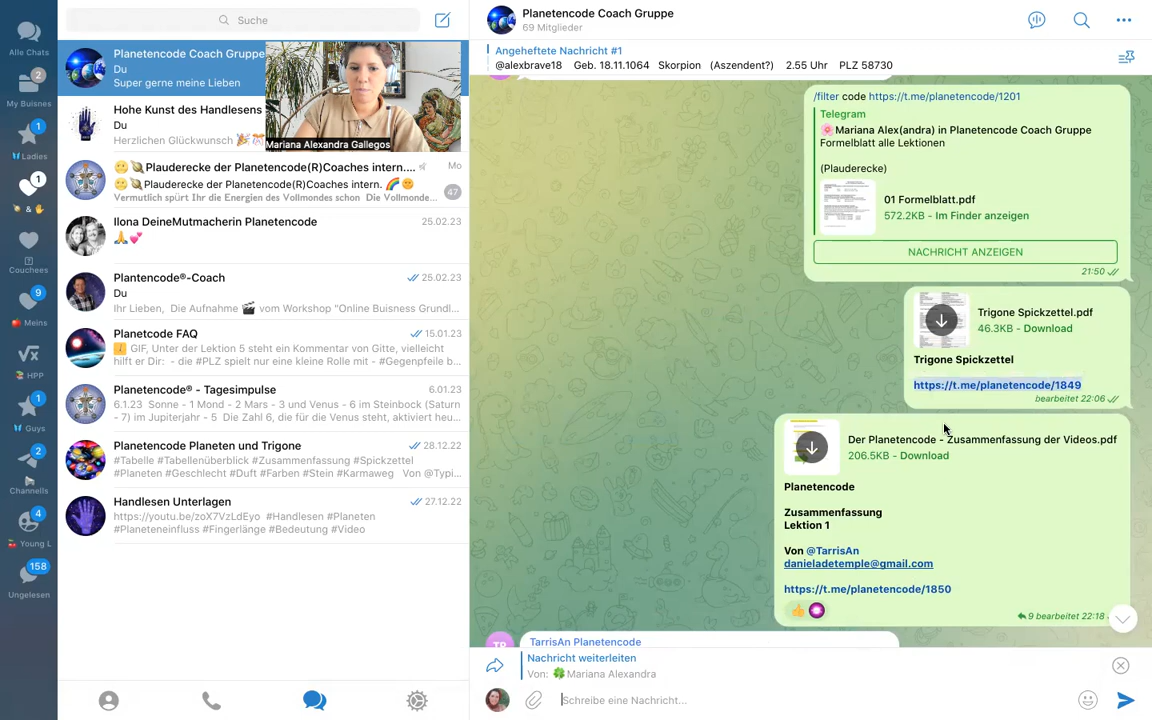 Alle Chats
2
My Buisnes
1
Ladies
1
& 
Couchees
9
Meins
HPP
1
Guys
2
Channells
4
Young L
158
Ungelesen
Suche
Planetencode Coach Gruppe
Du
Super gerne meine Lieben
Hohe Kunst des Handlesens
Du
Herzlichen Glückwunsch 🎉
Mariana Alexandra Gallegos
Plauderecke der Planetencode(R)Coaches intern.... Mo
Plauderecke der Planetencode(R)Coaches intern. 🌈
Vermutlich spürt Ihr die Energien des Vollmondes schon Die Vollmonde... 47
Ilona DeineMutmacherin Planetencode 25.02.23
🙏💕
Plantencode®-Coach 25.02.23
Du
Ihr Lieben, Die Aufnahme 🎬 vom Workshop "Online Buisness Grundl...
Planetcode FAQ 15.01.23
GIF, Unter der Lektion 5 steht ein Kommentar von Gitte, vielleicht
hilft er Dir: - die #PLZ spielt nur eine kleine Rolle mit - #Gegenpfeile b...
Planetencode® - Tagesimpulse 6.01.23
6.1.23 Sonne - 1 Mond - 2 Mars - 3 und Venus - 6 im Steinbock (Saturn
- 7) im Jupiterjahr - 5 Die Zahl 6, die für die Venus steht, aktiviert heu...
Planetencode Planeten und Trigone 28.12.22
#Tabelle #Tabellenüberblick #Zusammenfassung #Spickzettel
#Planeten #Geschlecht #Duft #Farben #Stein #Karmaweg Von @Typi...
Handlesen Unterlagen 27.12.22
https://youtu.be/zoX7VzLdEyo #Handlesen #Planeten
#Planeteneinfluss #Fingerlänge #Bedeutung #Video
Planetencode Coach Gruppe
69 Mitglieder
Angeheftete Nachricht #1
@alexbrave18 Geb. 18.11.1064 Skorpion (Aszendent?) 2.55 Uhr PLZ 58730
/filter code https://t.me/planetencode/1201
Telegram
🌸Mariana Alex(andra) in Planetencode Coach Gruppe
Formelblatt alle Lektionen
(Plauderecke)
01 Formelblatt.pdf
572.2KB - Im Finder anzeigen
NACHRICHT ANZEIGEN
21:50
Trigone Spickzettel.pdf
46.3KB - Download
Trigone Spickzettel
https://t.me/planetencode/1849
bearbeitet 22:06
Der Planetencode - Zusammenfassung der Videos.pdf
206.5KB - Download
Planetencode
Zusammenfassung
Lektion 1
Von @TarrisAn
danieladetemple@gmail.com
https://t.me/planetencode/1850
👍
9 bearbeitet 22:18
TarrisAn Planetencode
Nachricht weiterleiten
Von: 🍀Mariana Alexandra
Schreibe eine Nachricht...